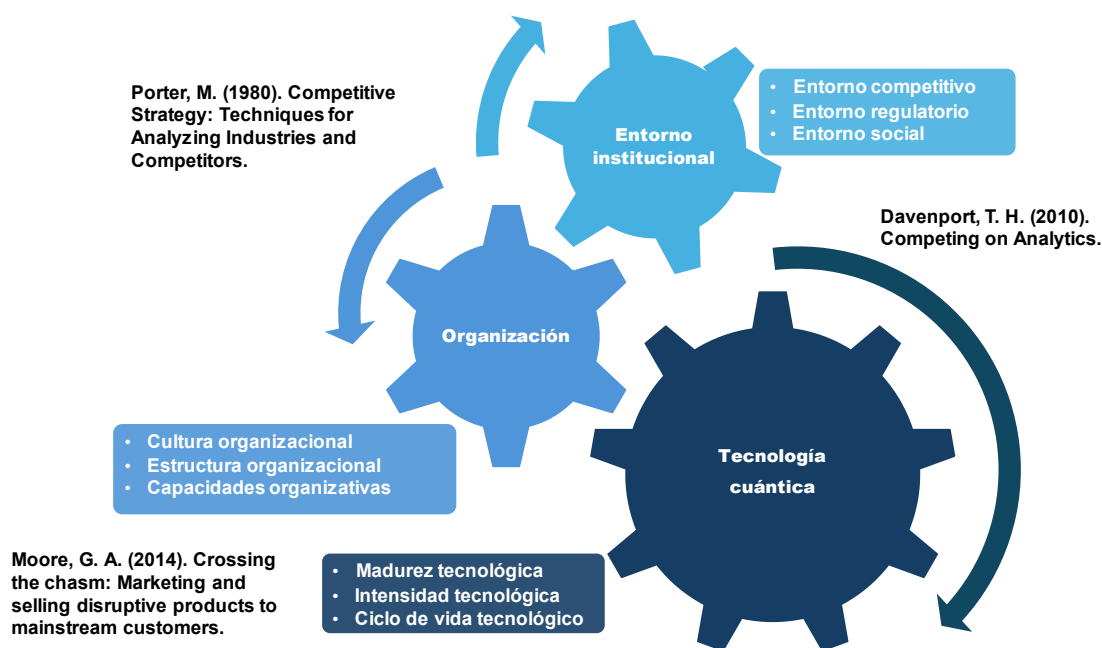 Porter, M. (1980). Competitive
Strategy: Techniques for
Analyzing Industries and
Competitors.
Entorno
institucional
• Entorno competitivo
• Entorno regulatorio
• Entorno social
Davenport, T. H. (2010).
Competing on Analytics.
Organización
• Cultura organizacional
• Estructura organizacional
• Capacidades organizativas
Tecnología
cuántica
Moore, G. A. (2014). Crossing
the chasm: Marketing and
selling disruptive products to
mainstream customers.
• Madurez tecnológica
• Intensidad tecnológica
• Ciclo de vida tecnológico